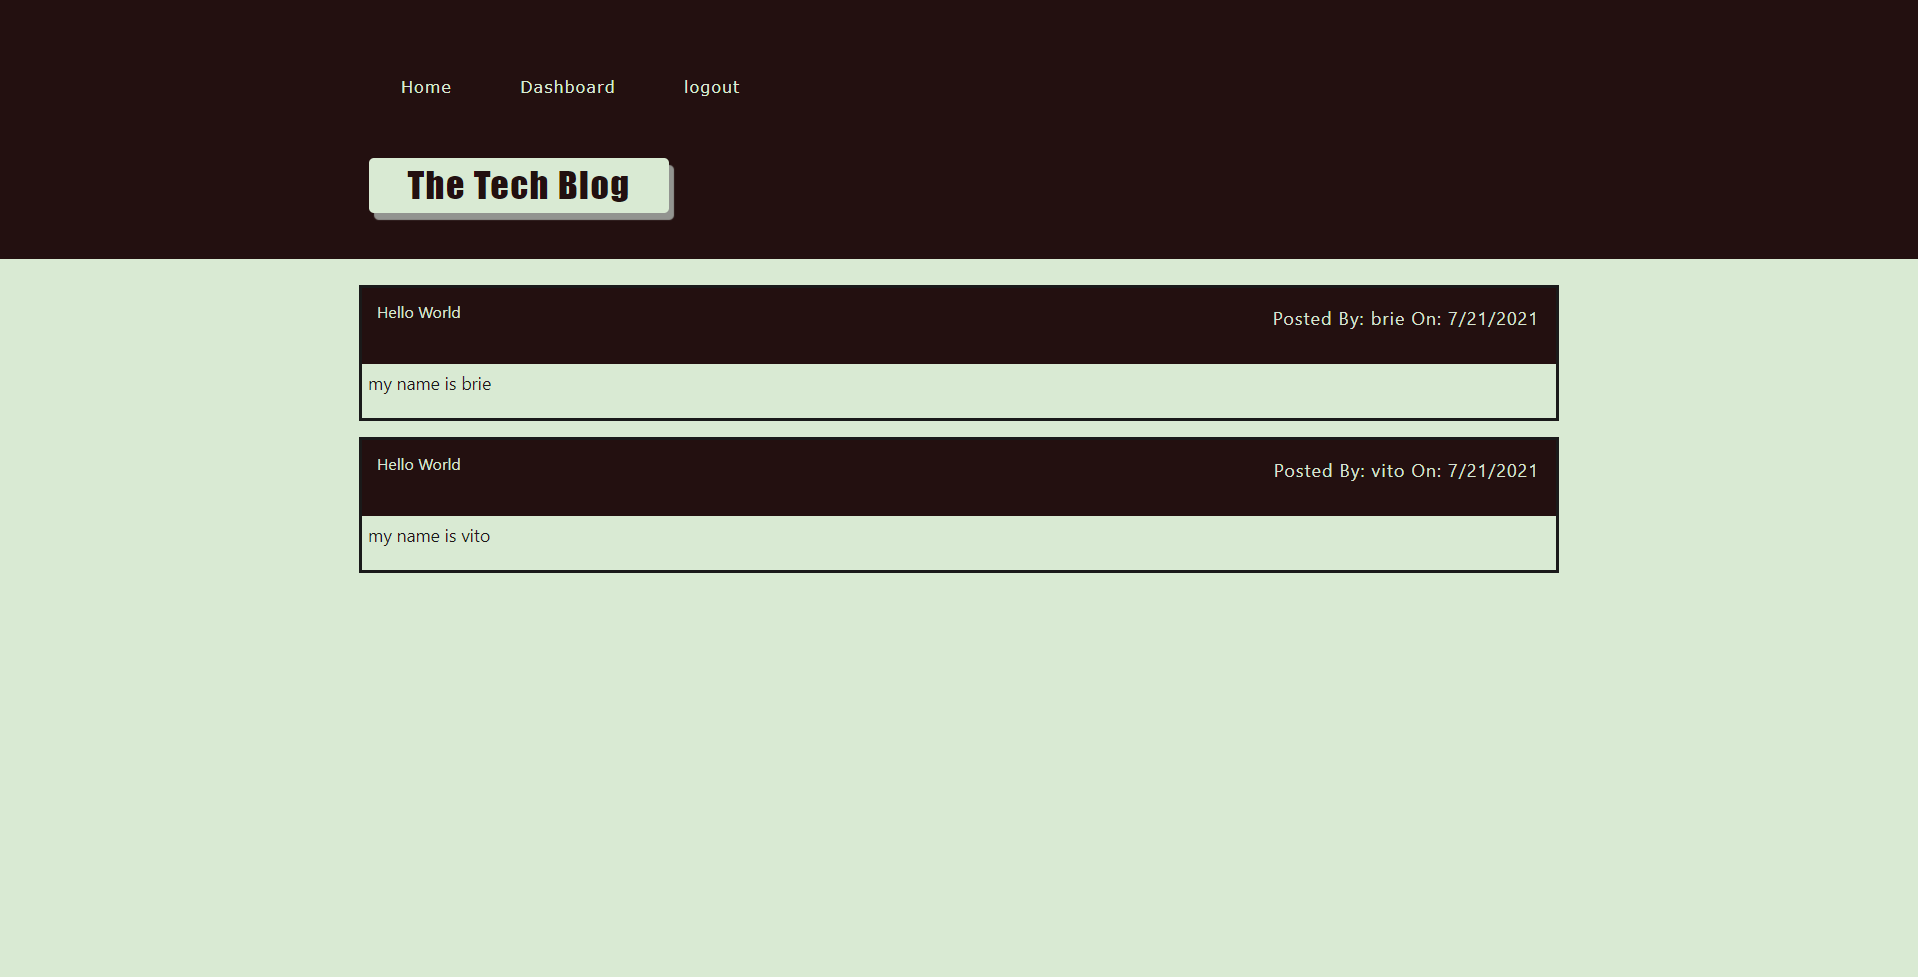 Home Dashboard logout
The Tech Blog
Hello World Posted By: brie On: 7/21/2021
my name is brie
Hello World Posted By: vito On: 7/21/2021
my name is vito